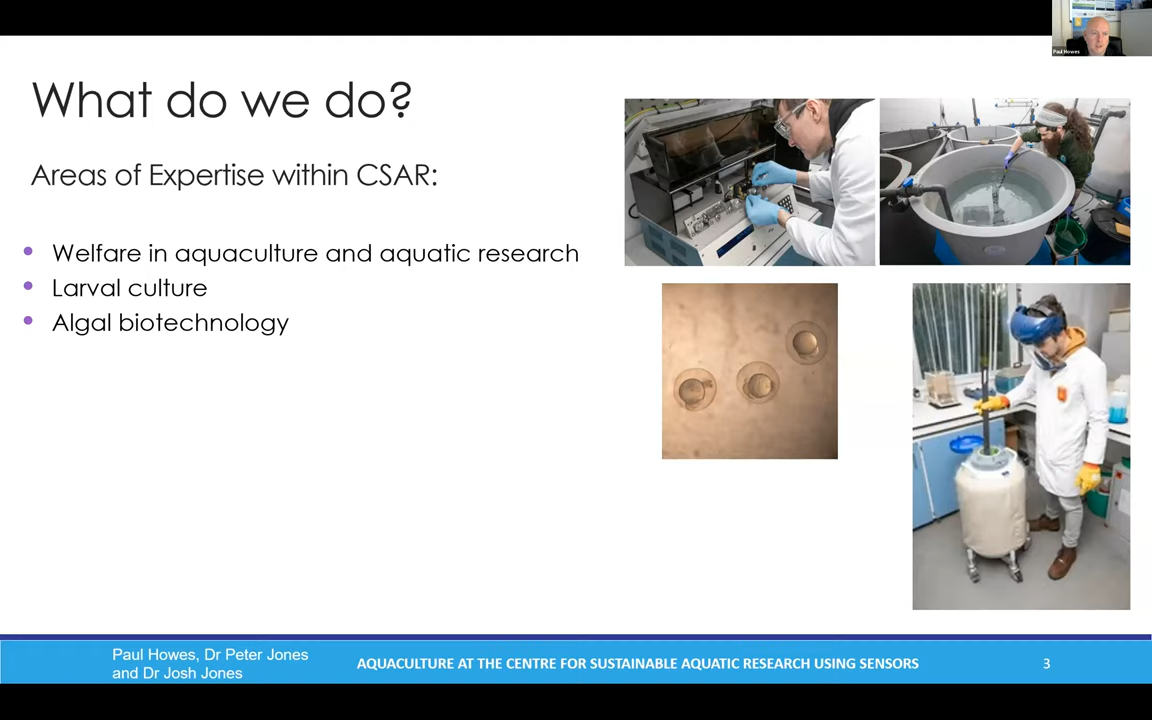 Paul Howes
What do we do?
Areas of Expertise within CSAR:
Welfare in aquaculture and aquatic research
Larval culture
Algal biotechnology
Paul Howes, Dr Peter Jones
and Dr Josh Jones
AQUACULTURE AT THE CENTRE FOR SUSTAINABLE AQUATIC RESEARCH USING SENSORS
3